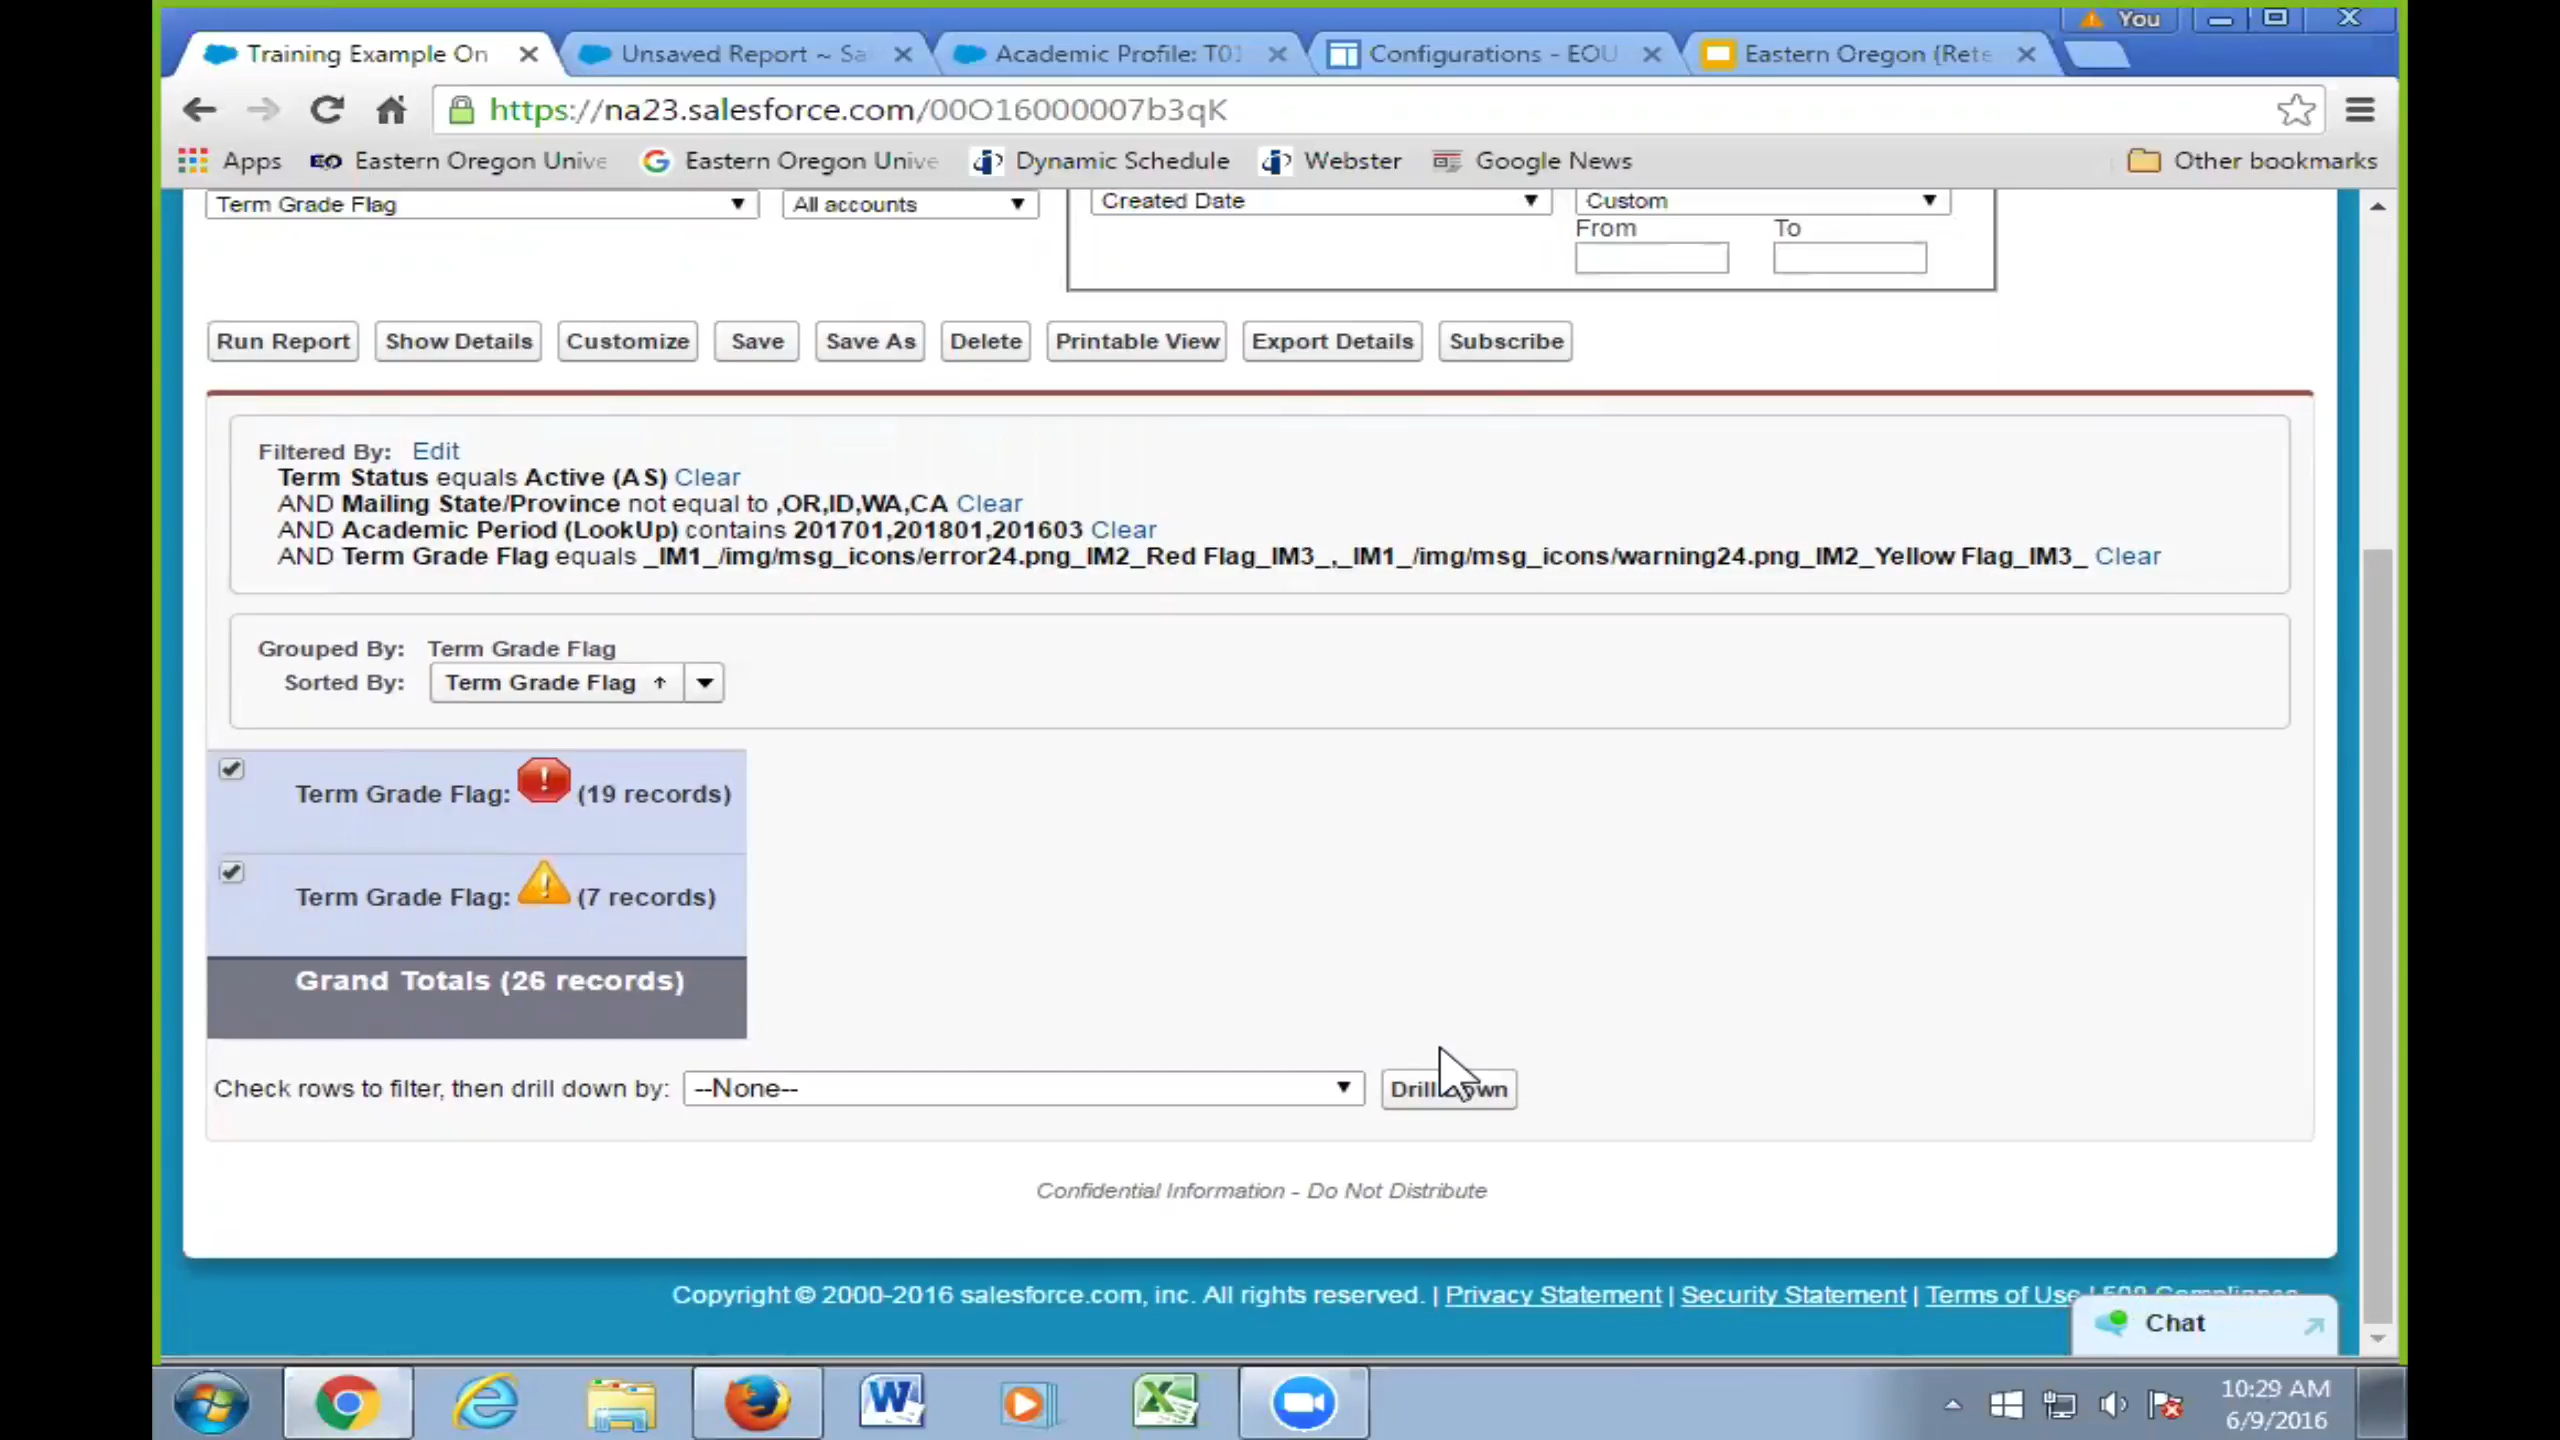 You
Training Example On
Unsaved Report ~ Sa
Academic Profile: T01
Configurations - EOU
Eastern Oregon (Rete
https://na23.salesforce.com/00O16000007b3qK
Apps
Eastern Oregon Unive
Eastern Oregon Unive
Dynamic Schedule
Webster
Google News
Other bookmarks
Term Grade Flag
All accounts
Created Date
Custom
From
To
Run Report
Show Details
Customize
Save
Save As
Delete
Printable View
Export Details
Subscribe
Filtered By: Edit
Term Status equals Active (AS) Clear
AND Mailing State/Province not equal to ,OR,ID,WA,CA Clear
AND Academic Period (LookUp) contains 201701,201801,201603 Clear
AND Term Grade Flag equals _IM1_/img/msg_icons/error24.png_IM2_Red Flag_IM3_,_IM1_/img/msg_icons/warning24.png_IM2_Yellow Flag_IM3_ Clear
Grouped By: Term Grade Flag
Sorted By: Term Grade Flag ↑
Term Grade Flag: (19 records)
Term Grade Flag: (7 records)
Grand Totals (26 records)
Check rows to filter, then drill down by: --None--
Confidential Information - Do Not Distribute
Copyright © 2000-2016 salesforce.com, inc. All rights reserved. | Privacy Statement | Security Statement | Terms of Use
Chat
10:29 AM
6/9/2016